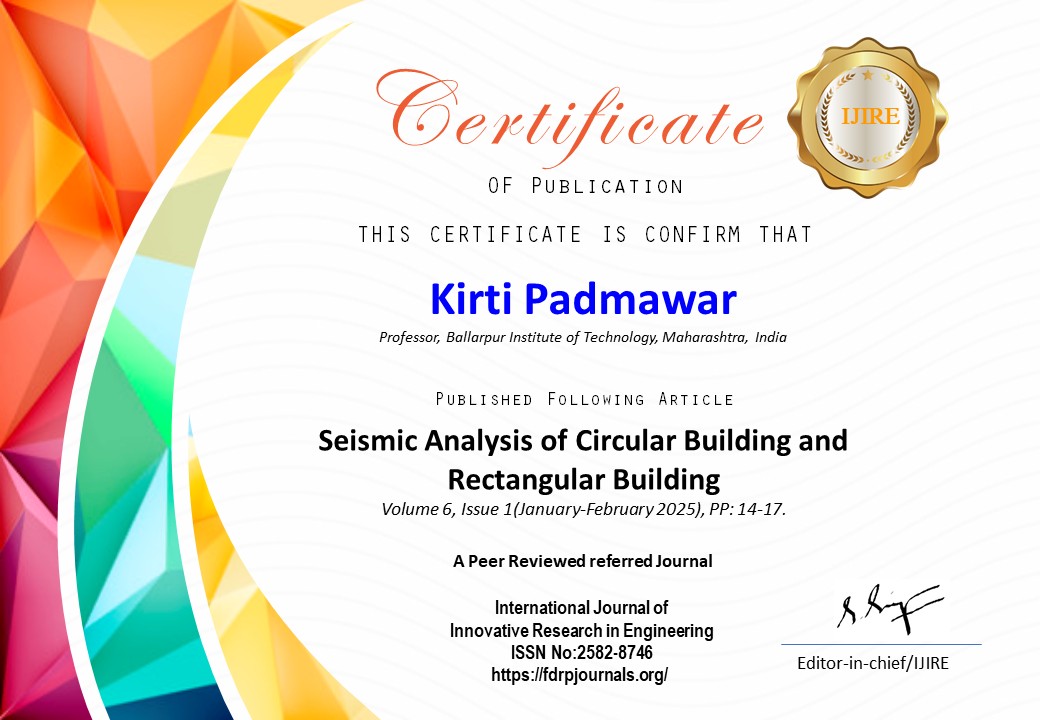 Certificate
IJIRE
OF PUBLICATION
THIS CERTIFICATE IS CONFIRM THAT
Kirti Padmawar
Professor, Ballarpur Institute of Technology, Maharashtra, India
PUBLISHED FOLLOWING ARTICLE
Seismic Analysis of Circular Building and
Rectangular Building
Volume 6, Issue 1(January-February 2025), PP: 14-17.
A Peer Reviewed referred Journal
International Journal of
Innovative Research in Engineering
ISSN No:2582-8746
https://fdrpjournals.org/
Editor-in-chief/IJIRE